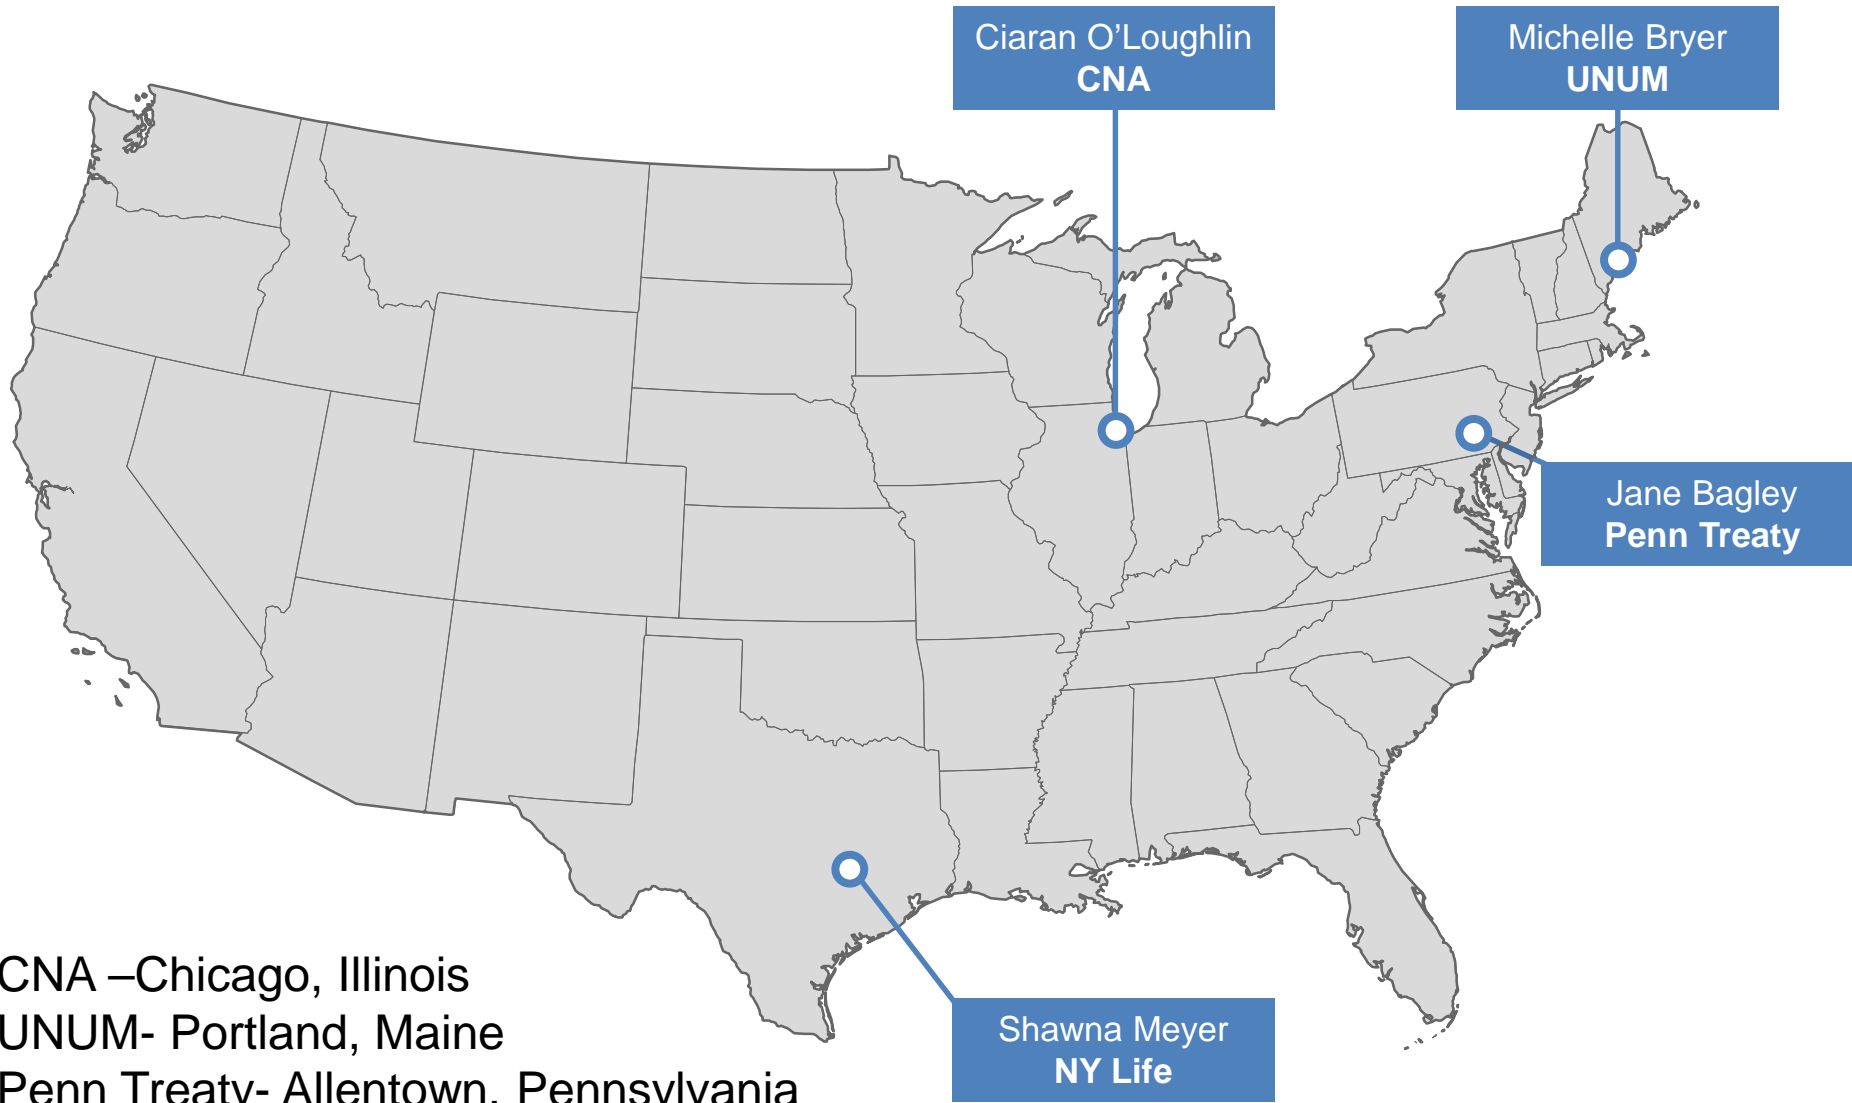 Ciaran O’Loughlin
CNA
Michelle Bryer
UNUM
Jane Bagley
Penn Treaty
Shawna Meyer
NY Life
CNA –Chicago, Illinois
UNUM- Portland, Maine
Penn Treaty- Allentown, Pennsylvania